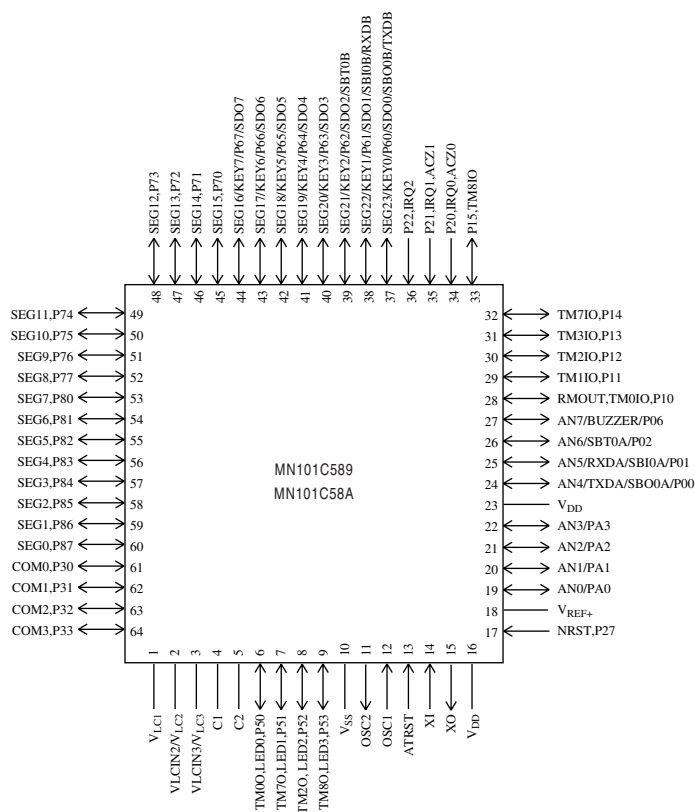 SEG12,P73
SEG13,P72
SEG14,P71
SEG15,P70
SEG16/KEY7/P67/SDO7
SEG17/KEY6/P66/SDO6
SEG18/KEY5/P65/SDO5
SEG19/KEY4/P64/SDO4
SEG20/KEY3/P63/SDO3
SEG21/KEY2/P62/SDO2/SBT0B
SEG22/KEY1/P61/SDO1/SBI0B/RXDB
SEG23/KEY0/P60/SDO0/SBO0B/TXDB
P22,IRQ2
P21,IRQ1,ACZ1
P20,IRQ0,ACZ0
P15,TM8IO
48
47
46
45
44
43
42
41
40
39
38
37
36
35
34
33
SEG11,P74 49
SEG10,P75 50
SEG9,P76 51
SEG8,P77 52
SEG7,P80 53
SEG6,P81 54
SEG5,P82 55
SEG4,P83 56
SEG3,P84 57
SEG2,P85 58
SEG1,P86 59
SEG0,P87 60
COM0,P30 61
COM1,P31 62
COM2,P32 63
COM3,P33 64
MN101C589
MN101C58A
32 TM7IO,P14
31 TM3IO,P13
30 TM2IO,P12
29 TM1IO,P11
28 RMOUT,TM0IO,P10
27 AN7/BUZZER/P06
26 AN6/SBT0A/P02
25 AN5/RXDA/SBI0A/P01
24 AN4/TXDA/SBO0A/P00
23 VDD
22 AN3/PA3
21 AN2/PA2
20 AN1/PA1
19 AN0/PA0
18 VREF+
17 NRST,P27
1
2
3
4
5
6
7
8
9
10
11
12
13
14
15
16
VLC1
VLCIN2/VLC2
VLCIN3/VLC3
C1
C2
TM0O,LED0,P50
TM7O,LED1,P51
TM2O, LED2,P52
TM8O,LED3,P53
VSS
OSC2
OSC1
ATRST
XI
XO
VDD